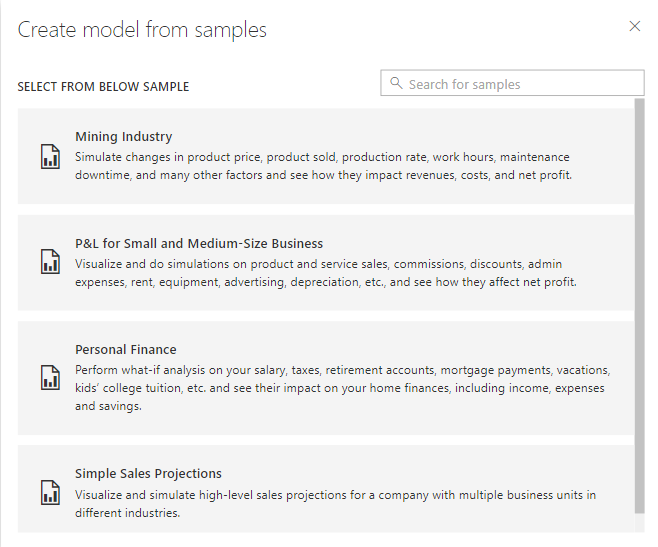 Create model from samples
SELECT FROM BELOW SAMPLE
Search for samples
Mining Industry
Simulate changes in product price, product sold, production rate, work hours, maintenance
downtime, and many other factors and see how they impact revenues, costs, and net profit.
P&L for Small and Medium-Size Business
Visualize and do simulations on product and service sales, commissions, discounts, admin
expenses, rent, equipment, advertising, depreciation, etc., and see how they affect net profit.
Personal Finance
Perform what-if analysis on your salary, taxes, retirement accounts, mortgage payments, vacations,
kids’ college tuition, etc. and see their impact on your home finances, including income, expenses
and savings.
Simple Sales Projections
Visualize and simulate high-level sales projections for a company with multiple business units in
different industries.